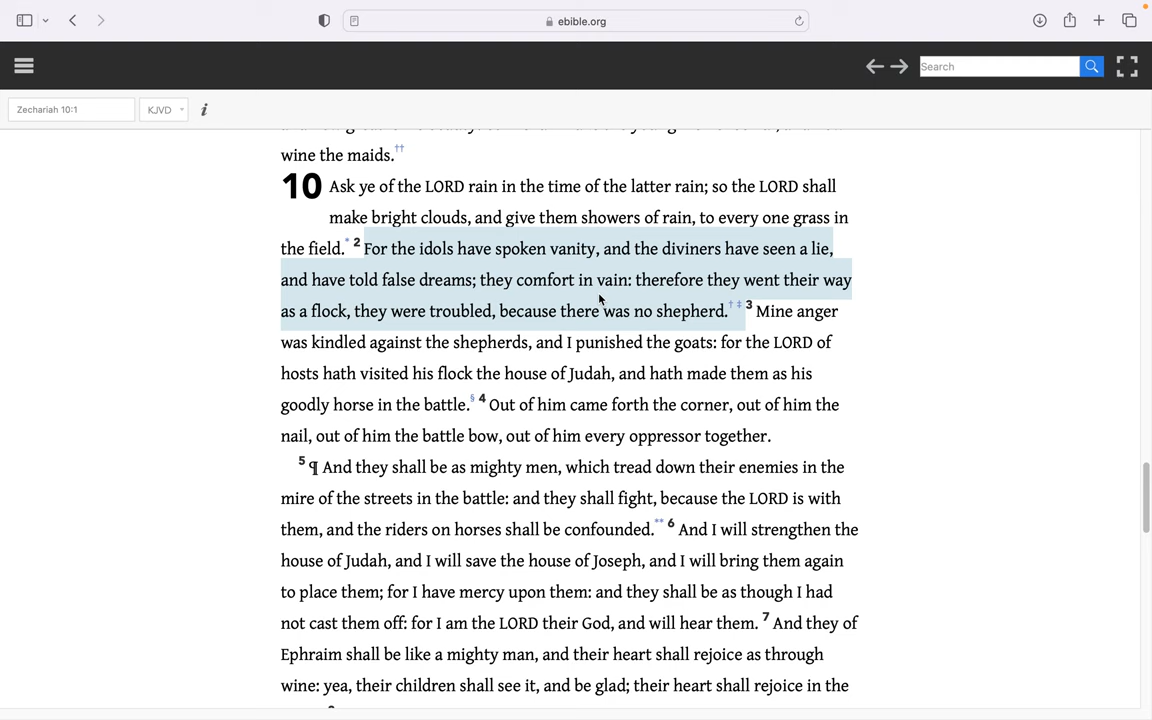 ebible.org
Search
Zechariah 10:1 KJVD i
wine the maids.††
10 Ask ye of the LORD rain in the time of the latter rain; so the LORD shall
make bright clouds, and give them showers of rain, to every one grass in
the field.* 2 For the idols have spoken vanity, and the diviners have seen a lie,
and have told false dreams; they comfort in vain: therefore they went their way
as a flock, they were troubled, because there was no shepherd.† ‡ 3 Mine anger
was kindled against the shepherds, and I punished the goats: for the LORD of
hosts hath visited his flock the house of Judah, and hath made them as his
goodly horse in the battle.§ 4 Out of him came forth the corner, out of him the
nail, out of him the battle bow, out of him every oppressor together.
5 ¶ And they shall be as mighty men, which tread down their enemies in the
mire of the streets in the battle: and they shall fight, because the LORD is with
them, and the riders on horses shall be confounded.** 6 And I will strengthen the
house of Judah, and I will save the house of Joseph, and I will bring them again
to place them; for I have mercy upon them: and they shall be as though I had
not cast them off: for I am the LORD their God, and will hear them. 7 And they of
Ephraim shall be like a mighty man, and their heart shall rejoice as through
wine: yea, their children shall see it, and be glad; their heart shall rejoice in the